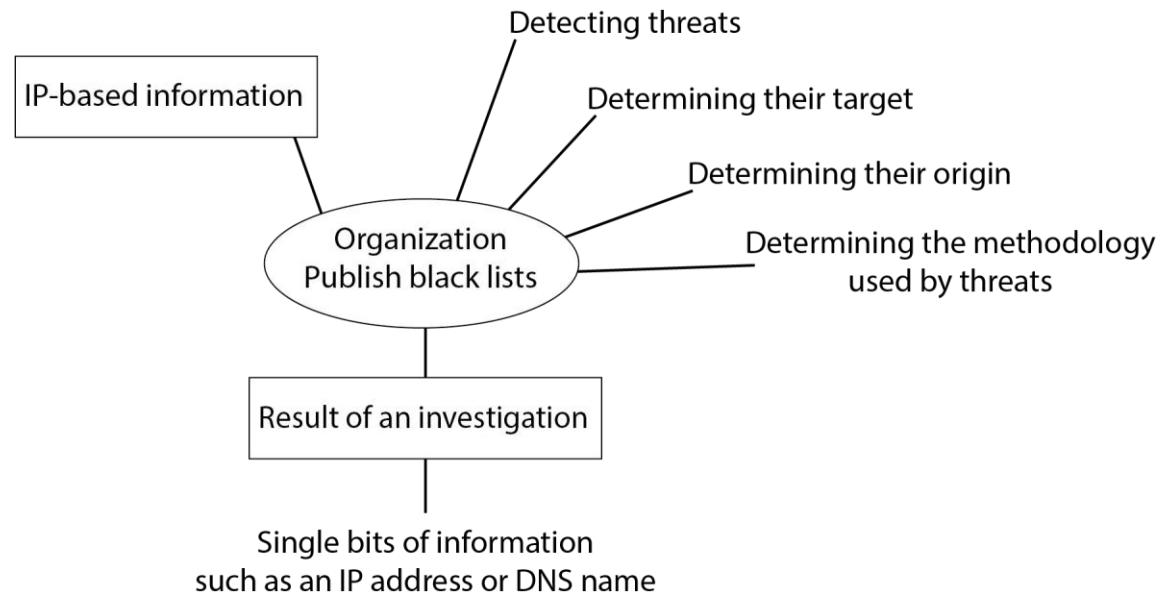 Detecting threats
IP-based information
Determining their target
Determining their origin
Organization
Publish black lists
Determining the methodology
used by threats
Result of an investigation
Single bits of information
such as an IP address or DNS name